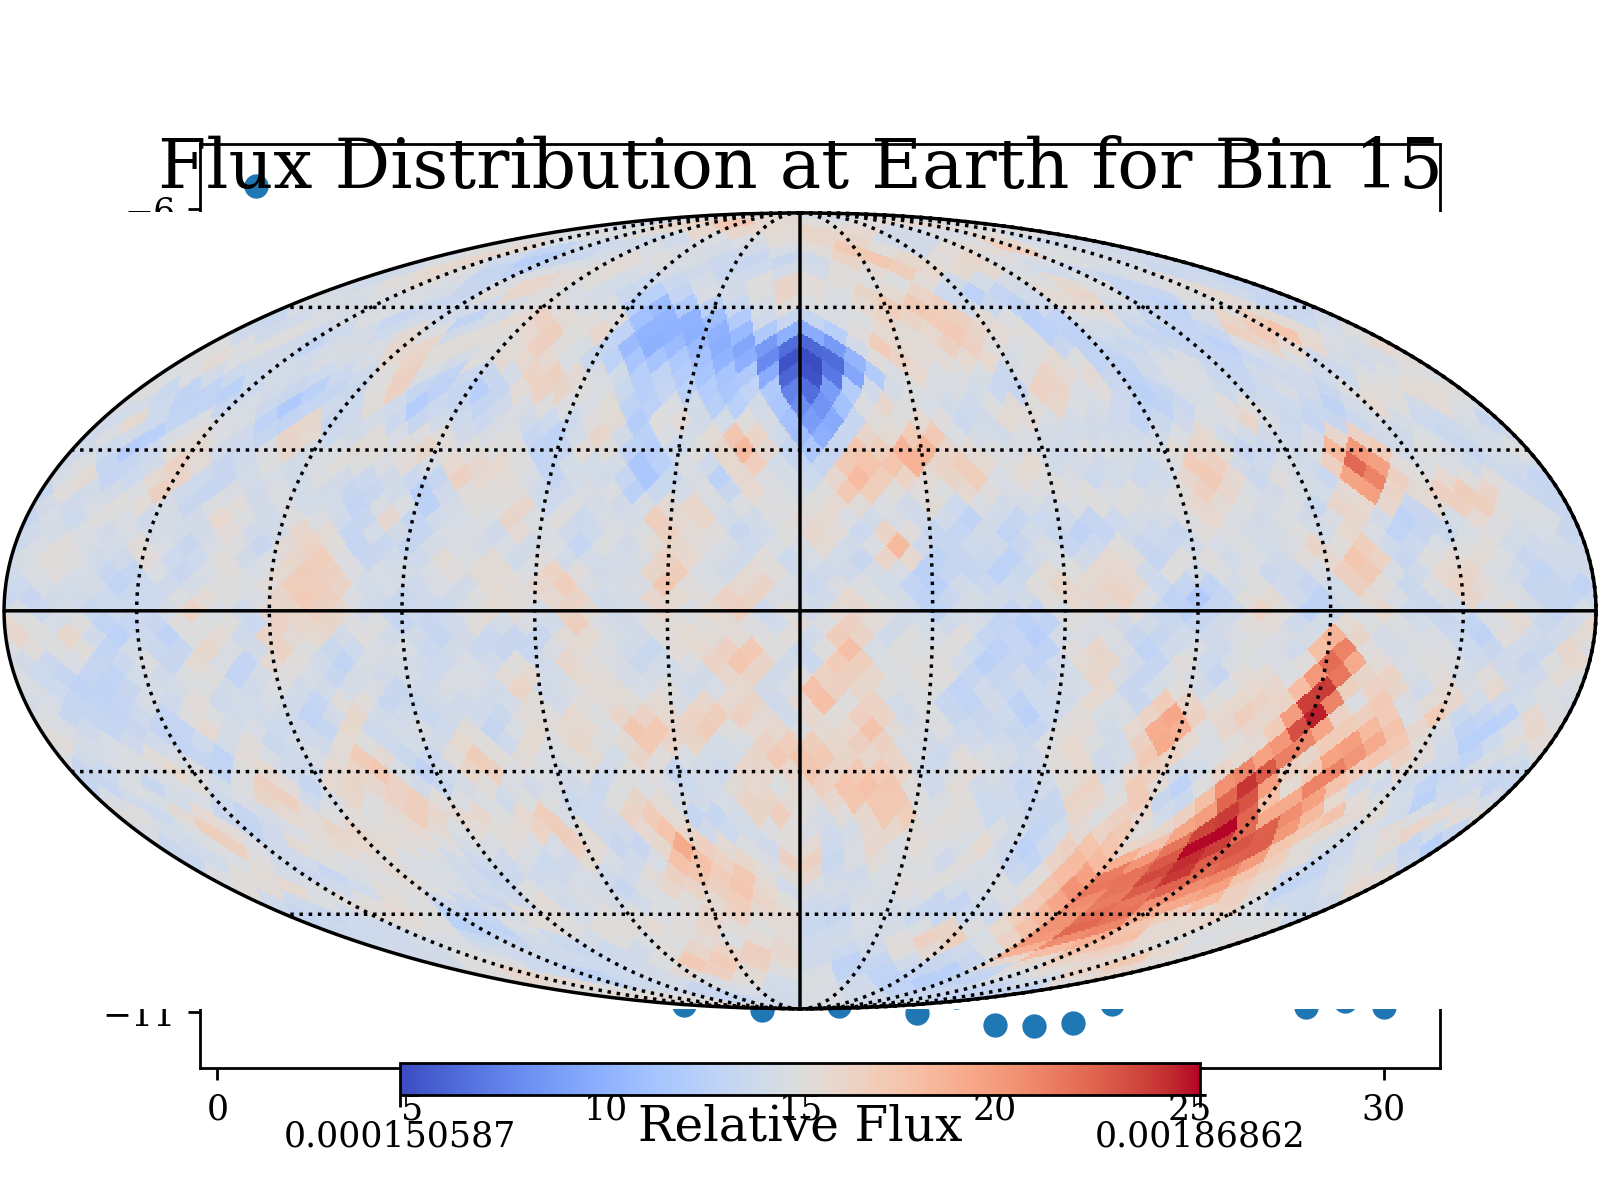 Flux Distribution at Earth for Bin 15
−6
−11
0 5 10 15 20 25 30
Relative Flux
0.000150587 0.00186862